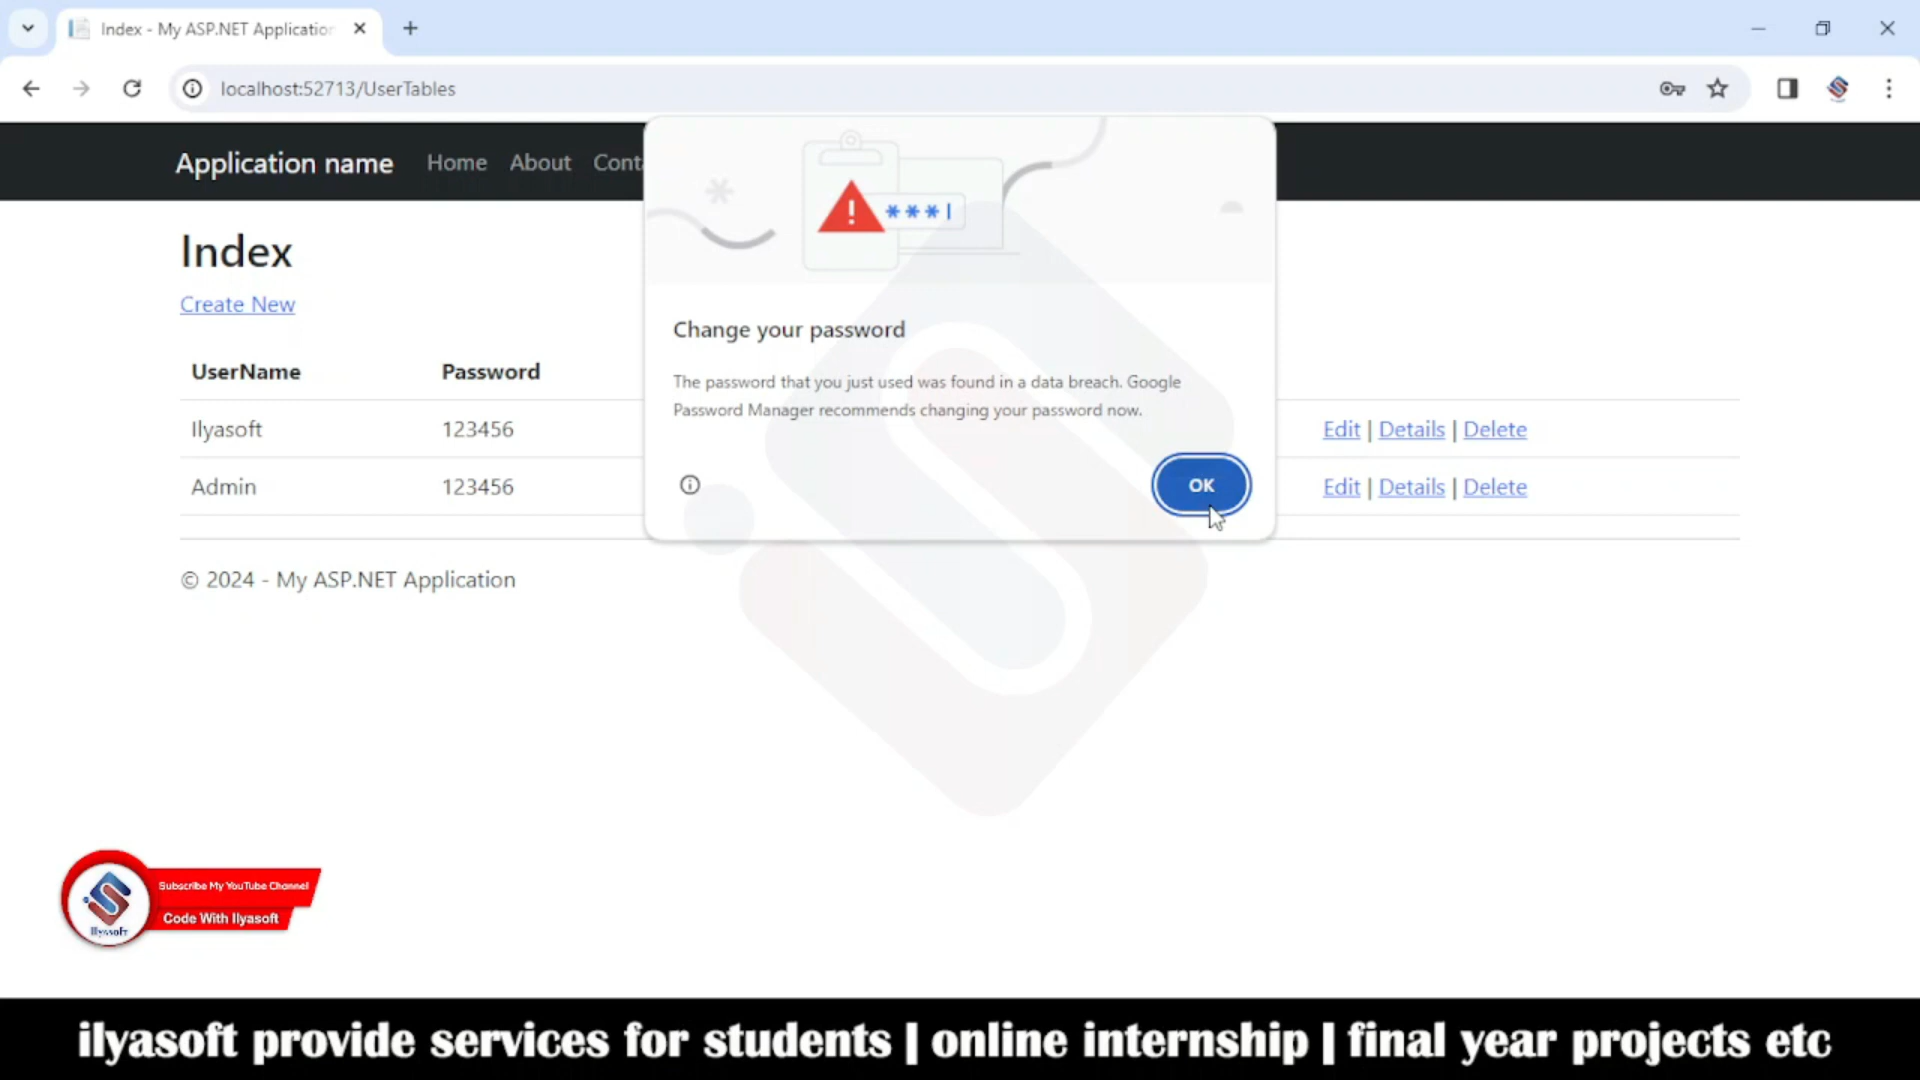 Index - My ASP.NET Application
localhost:52713/UserTables
Application name Home About Cont
***|
Index
Create New
Change your password
The password that you just used was found in a data breach. Google
Password Manager recommends changing your password now.
OK
UserName Password
Ilyasoft 123456 Edit | Details | Delete
Admin 123456 Edit | Details | Delete
© 2024 - My ASP.NET Application
Subscribe My YouTube Channel
Code With Ilyasoft
Ilyasoft
ilyasoft provide services for students | online internship | final year projects etc